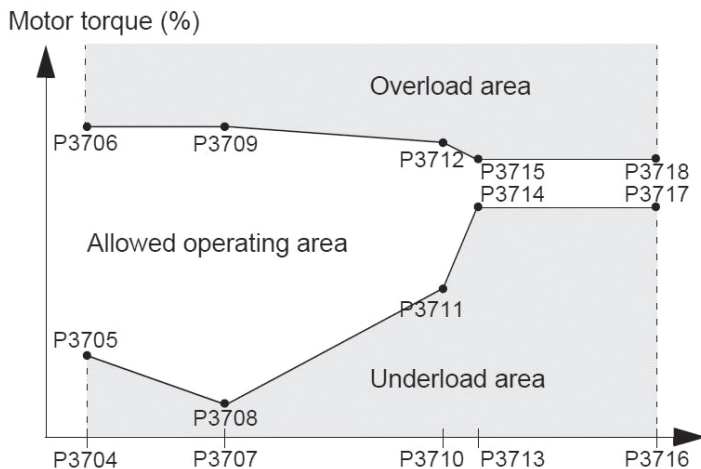 Motor torque (%)
Overload area
P3706
P3709
P3712
P3715
P3718
P3714
P3717
Allowed operating area
P3711
P3705
Underload area
P3708
P3704
P3707
P3710
P3713
P3716